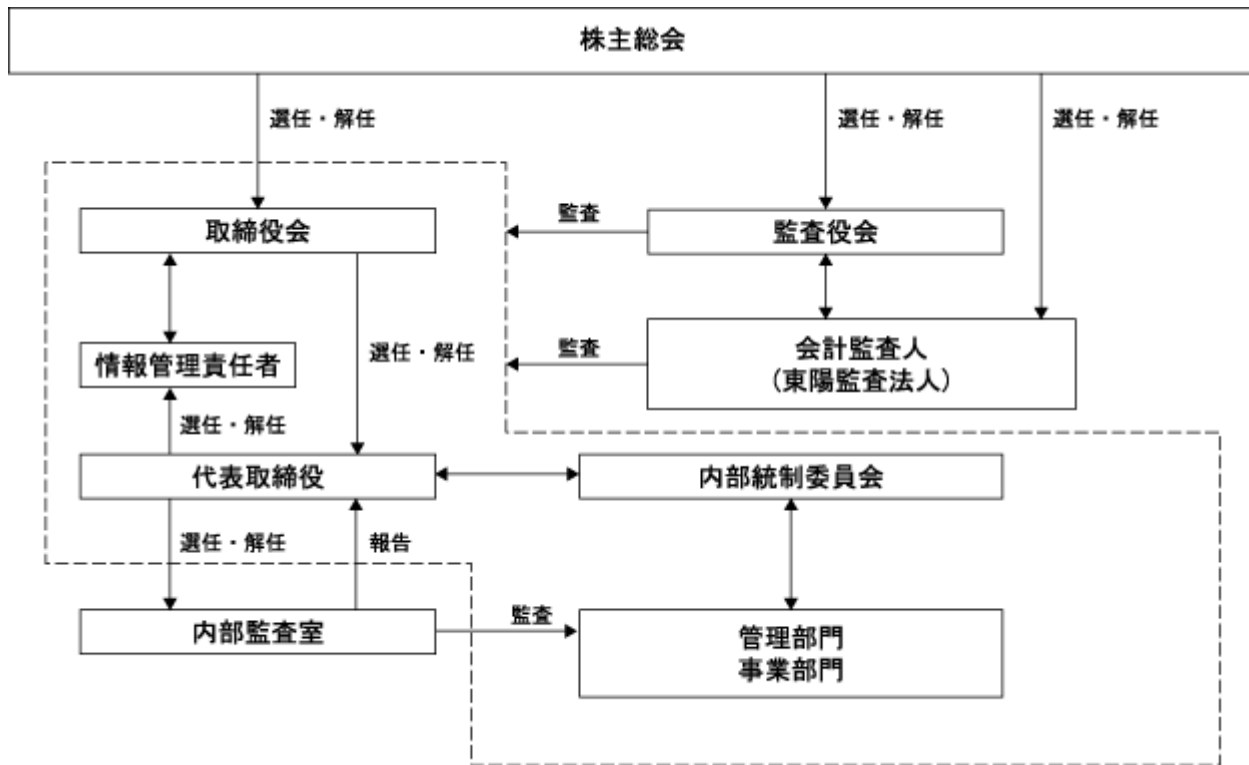 株主総会
選任・解任
選任・解任
選任・解任
取締役会
監査
監査役会
情報管理責任者
選任・解任
監査
会計監査人
(東陽監査法人)
選任・解任
代表取締役
内部統制委員会
選任・解任
報告
内部監査室
監査
管理部門
事業部門